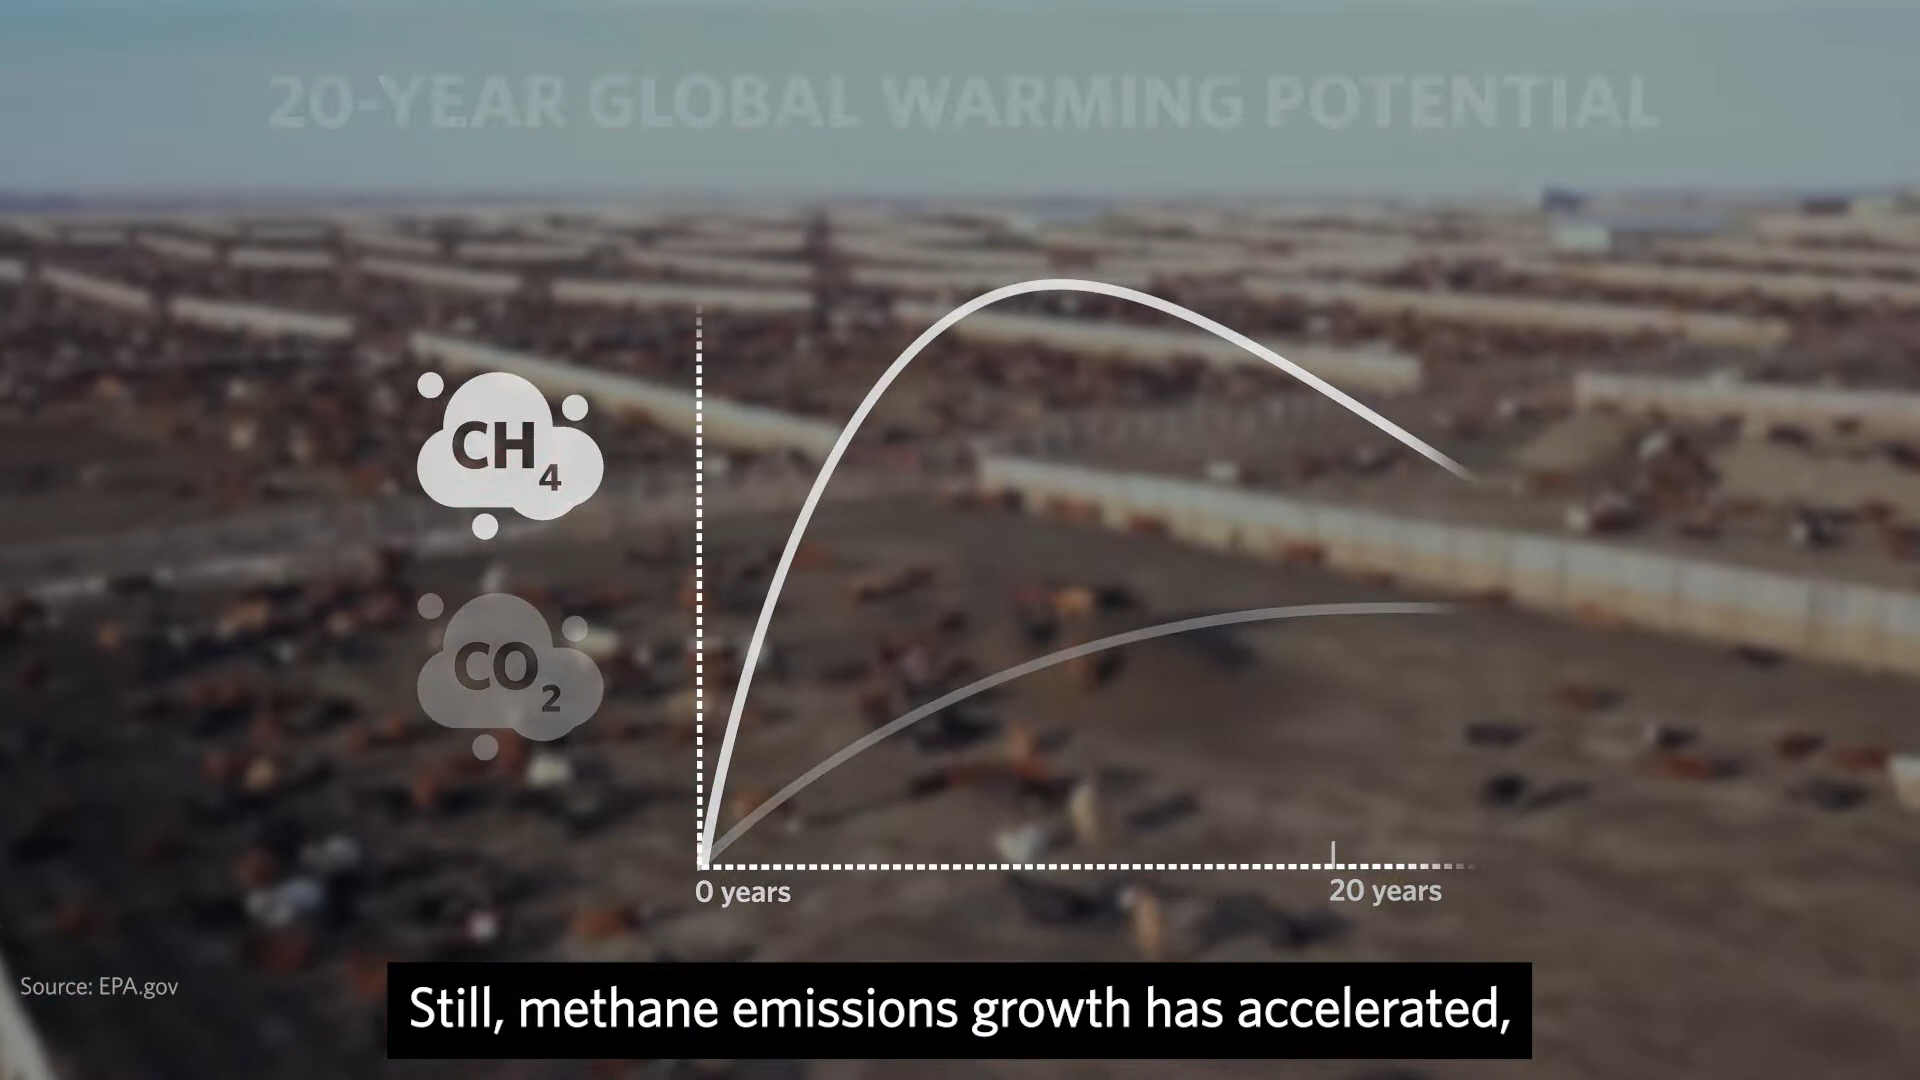 20-YEAR GLOBAL WARMING POTENTIAL
CH4
CO2
0 years
20 years
Source: EPA.gov
Still, methane emissions growth has accelerated,